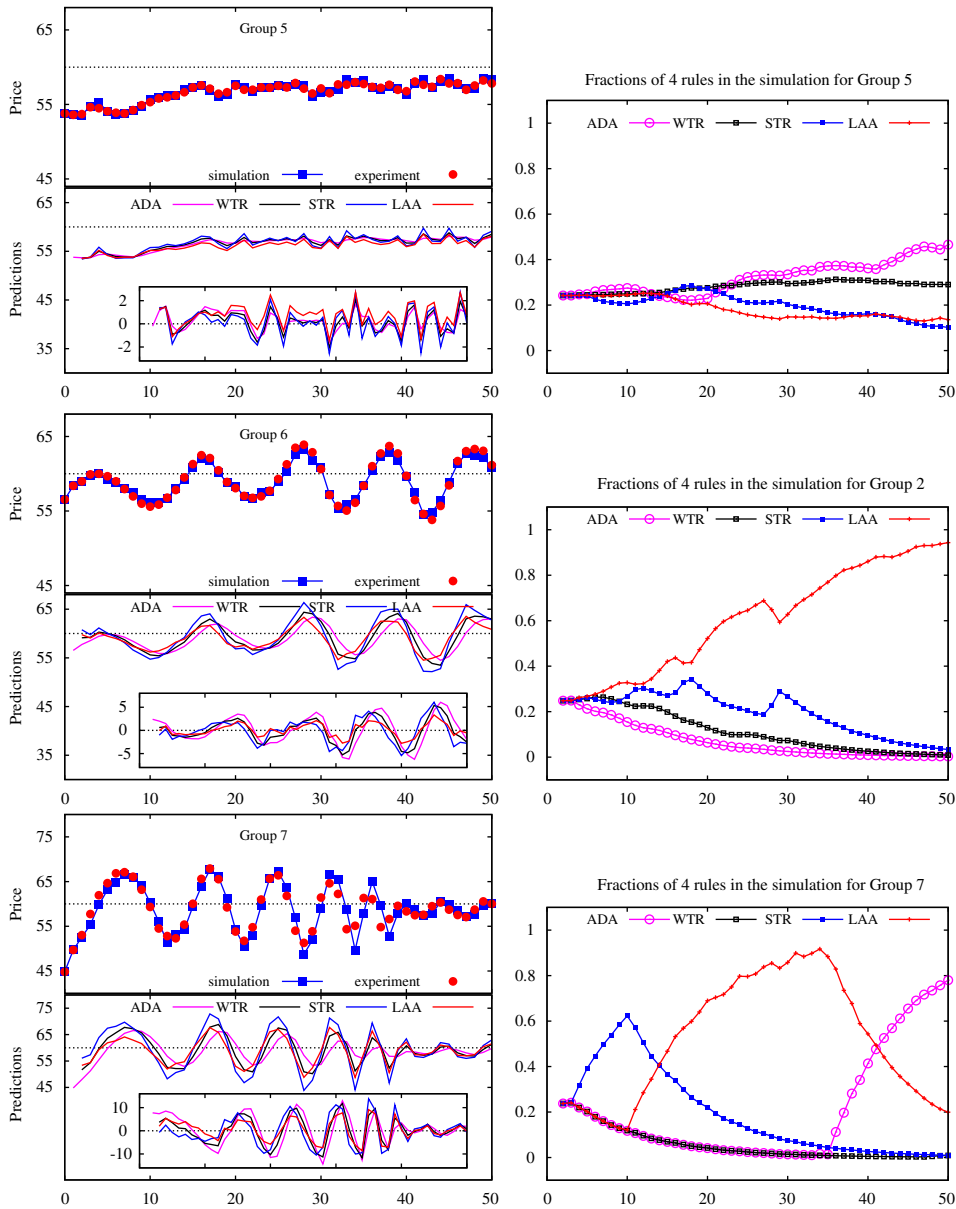 Group 5
Price
65
55
45
simulation experiment
ADA WTR STR LAA
Predictions
65
55
45
35
2
0
-2
0 10 20 30 40 50
Fractions of 4 rules in the simulation for Group 5
ADA WTR STR LAA
1
0.8
0.6
0.4
0.2
0
0 10 20 30 40 50
Group 6
Price
65
55
45
simulation experiment
ADA WTR STR LAA
Predictions
65
55
45
35
5
0
-5
0 10 20 30 40 50
Fractions of 4 rules in the simulation for Group 2
ADA WTR STR LAA
1
0.8
0.6
0.4
0.2
0
0 10 20 30 40 50
Group 7
Price
75
65
55
45
simulation experiment
ADA WTR STR LAA
Predictions
75
65
55
45
10
0
-10
0 10 20 30 40 50
Fractions of 4 rules in the simulation for Group 7
ADA WTR STR LAA
1
0.8
0.6
0.4
0.2
0
0 10 20 30 40 50